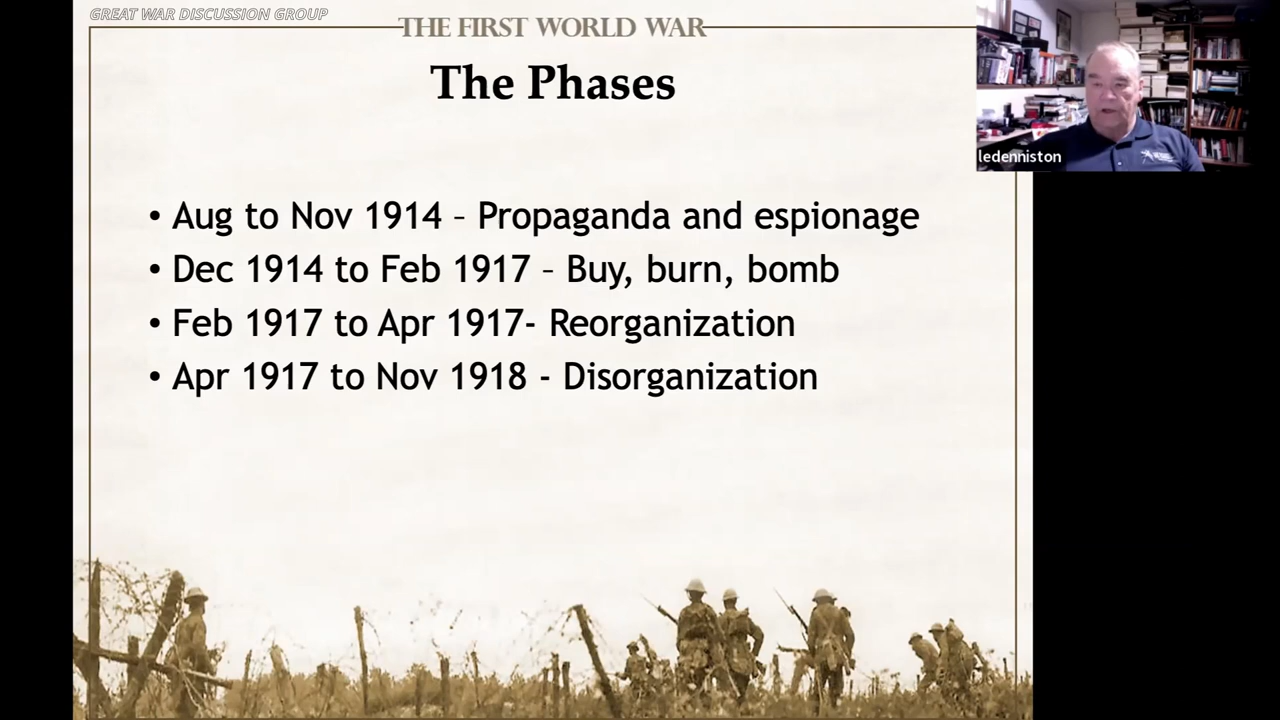 GREAT WAR DISCUSSION GROUP
THE FIRST WORLD WAR
The Phases
• Aug to Nov 1914 – Propaganda and espionage
• Dec 1914 to Feb 1917 – Buy, burn, bomb
• Feb 1917 to Apr 1917- Reorganization
• Apr 1917 to Nov 1918 - Disorganization
ledenniston